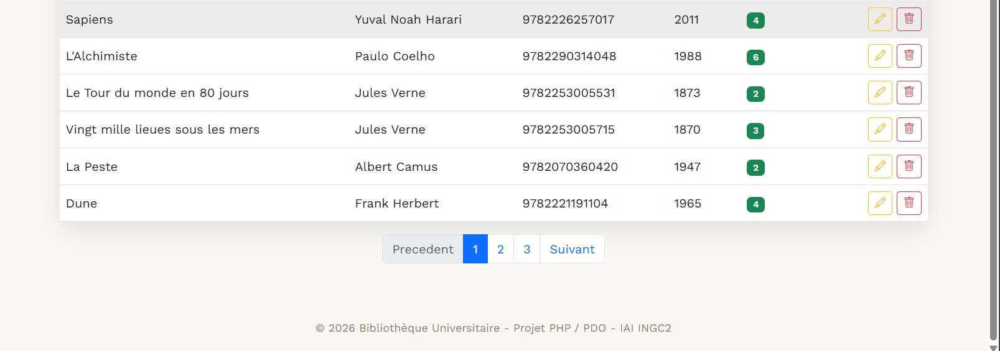 Sapiens Yuval Noah Harari 9782226257017 2011 4
L'Alchimiste Paulo Coelho 9782290314048 1988 6
Le Tour du monde en 80 jours Jules Verne 9782253005531 1873 2
Vingt mille lieues sous les mers Jules Verne 9782253005715 1870 3
La Peste Albert Camus 9782070360420 1947 2
Dune Frank Herbert 9782221191104 1965 4
Precedent 1 2 3 Suivant
© 2026 Bibliothèque Universitaire - Projet PHP / PDO - IAI INGC2